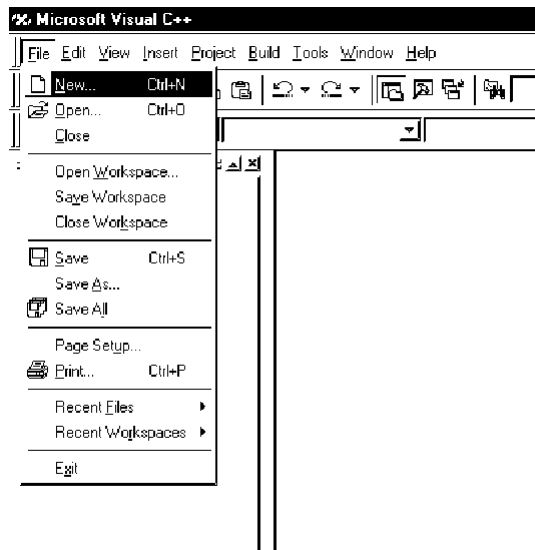 Microsoft Visual C++
File Edit View Insert Project Build Tools Window Help
New... Ctrl+N
Open... Ctrl+O
Close
Open Workspace...
Save Workspace
Close Workspace
Save Ctrl+S
Save As...
Save All
Page Setup...
Print... Ctrl+P
Recent Files
Recent Workspaces
Exit